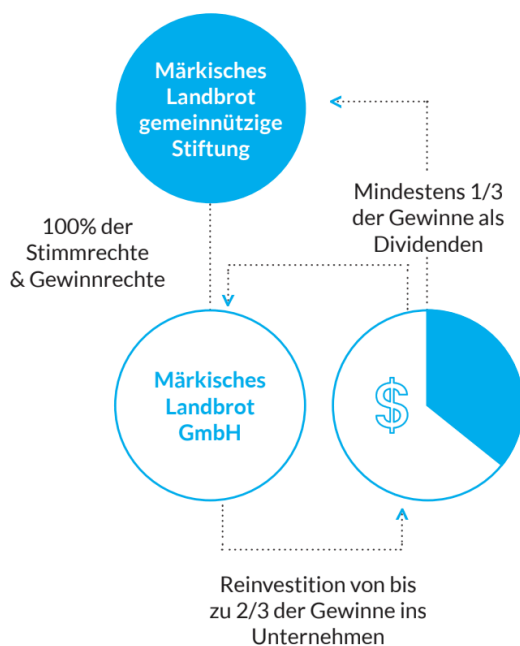 Märkisches
Landbrot
gemeinnützige
Stiftung
Mindestens 1/3
der Gewinne als
Dividenden
100% der
Stimmrechte
& Gewinnrechte
Märkisches
Landbrot
GmbH
$
Reinvestition von bis
zu 2/3 der Gewinne ins
Unternehmen